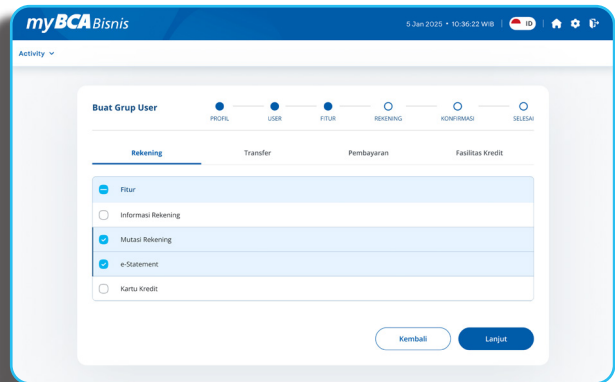 myBCA Bisnis
5 Jan 2025 • 10:36:22 WIB | ID
Activity
Buat Grup User
PROFIL USER FITUR REKENING KONFIRMASI SELESAI
Rekening Transfer Pembayaran Fasilitas Kredit
Fitur
Informasi Rekening
Mutasi Rekening
e-Statement
Kartu Kredit
Kembali Lanjut